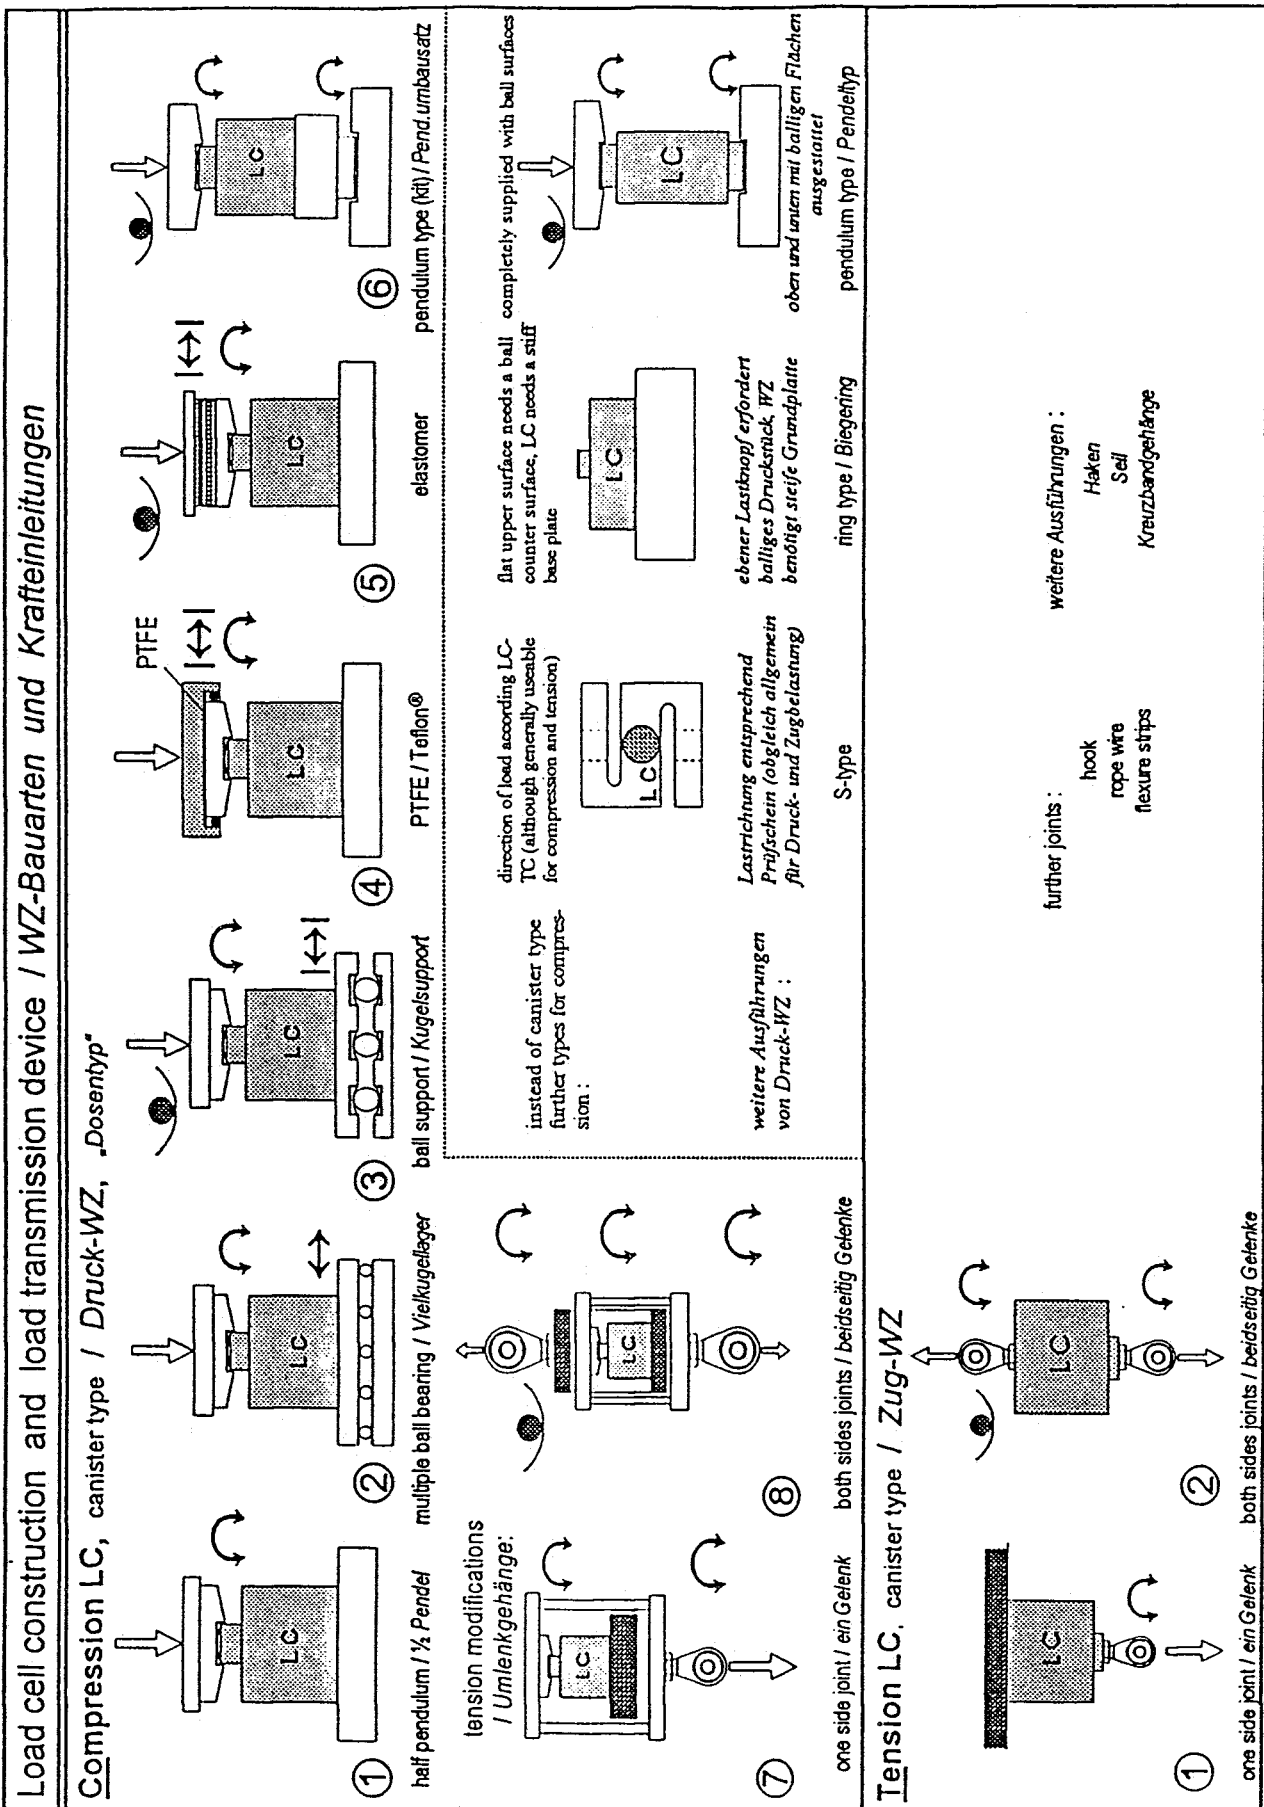 Load cell construction and load transmission device / WZ-Bauarten und Krafteinleitungen
Compression LC, canister type / Druck-WZ, „Dosentyp"
LC
①
half pendulum / ½ Pendel
LC
②
multiple ball bearing / Vielkugellager
LC
③
ball support / Kugelsupport
PTFE
LC
④
PTFE / Teflon®
LC
⑤
elastomer
LC
⑥
pendulum type (kit) / Pend.umbausatz
tension modifications
/ Umlenkgehänge:
LC
⑦
one side joint / ein Gelenk
LC
⑧
both sides joints / beidseitig Gelenke
instead of canister type
further types for compres-
sion :
weitere Ausführungen
von Druck-WZ :
direction of load according LC-
TC (although generally useable
for compression and tension)
LC
Lastrichtung entsprechend
Prüfschein (obgleich allgemein
für Druck- und Zugbelastung)
S-type
flat upper surface needs a ball
counter surface, LC needs a stiff
base plate
LC
ebener Lastknopf erfordert
balliges Druckstück, WZ
benötigt steife Grundplatte
ring type / Biegering
completely supplied with ball surfaces
LC
oben und unten mit balligen Flächen
ausgestattet
pendulum type / Pendeltyp
Tension LC, canister type / Zug-WZ
LC
①
one side joint / ein Gelenk
LC
②
both sides joints / beidseitig Gelenke
further joints :
hook
rope wire
flexure strips
weitere Ausführungen :
Haken
Seil
Kreuzbandgehänge